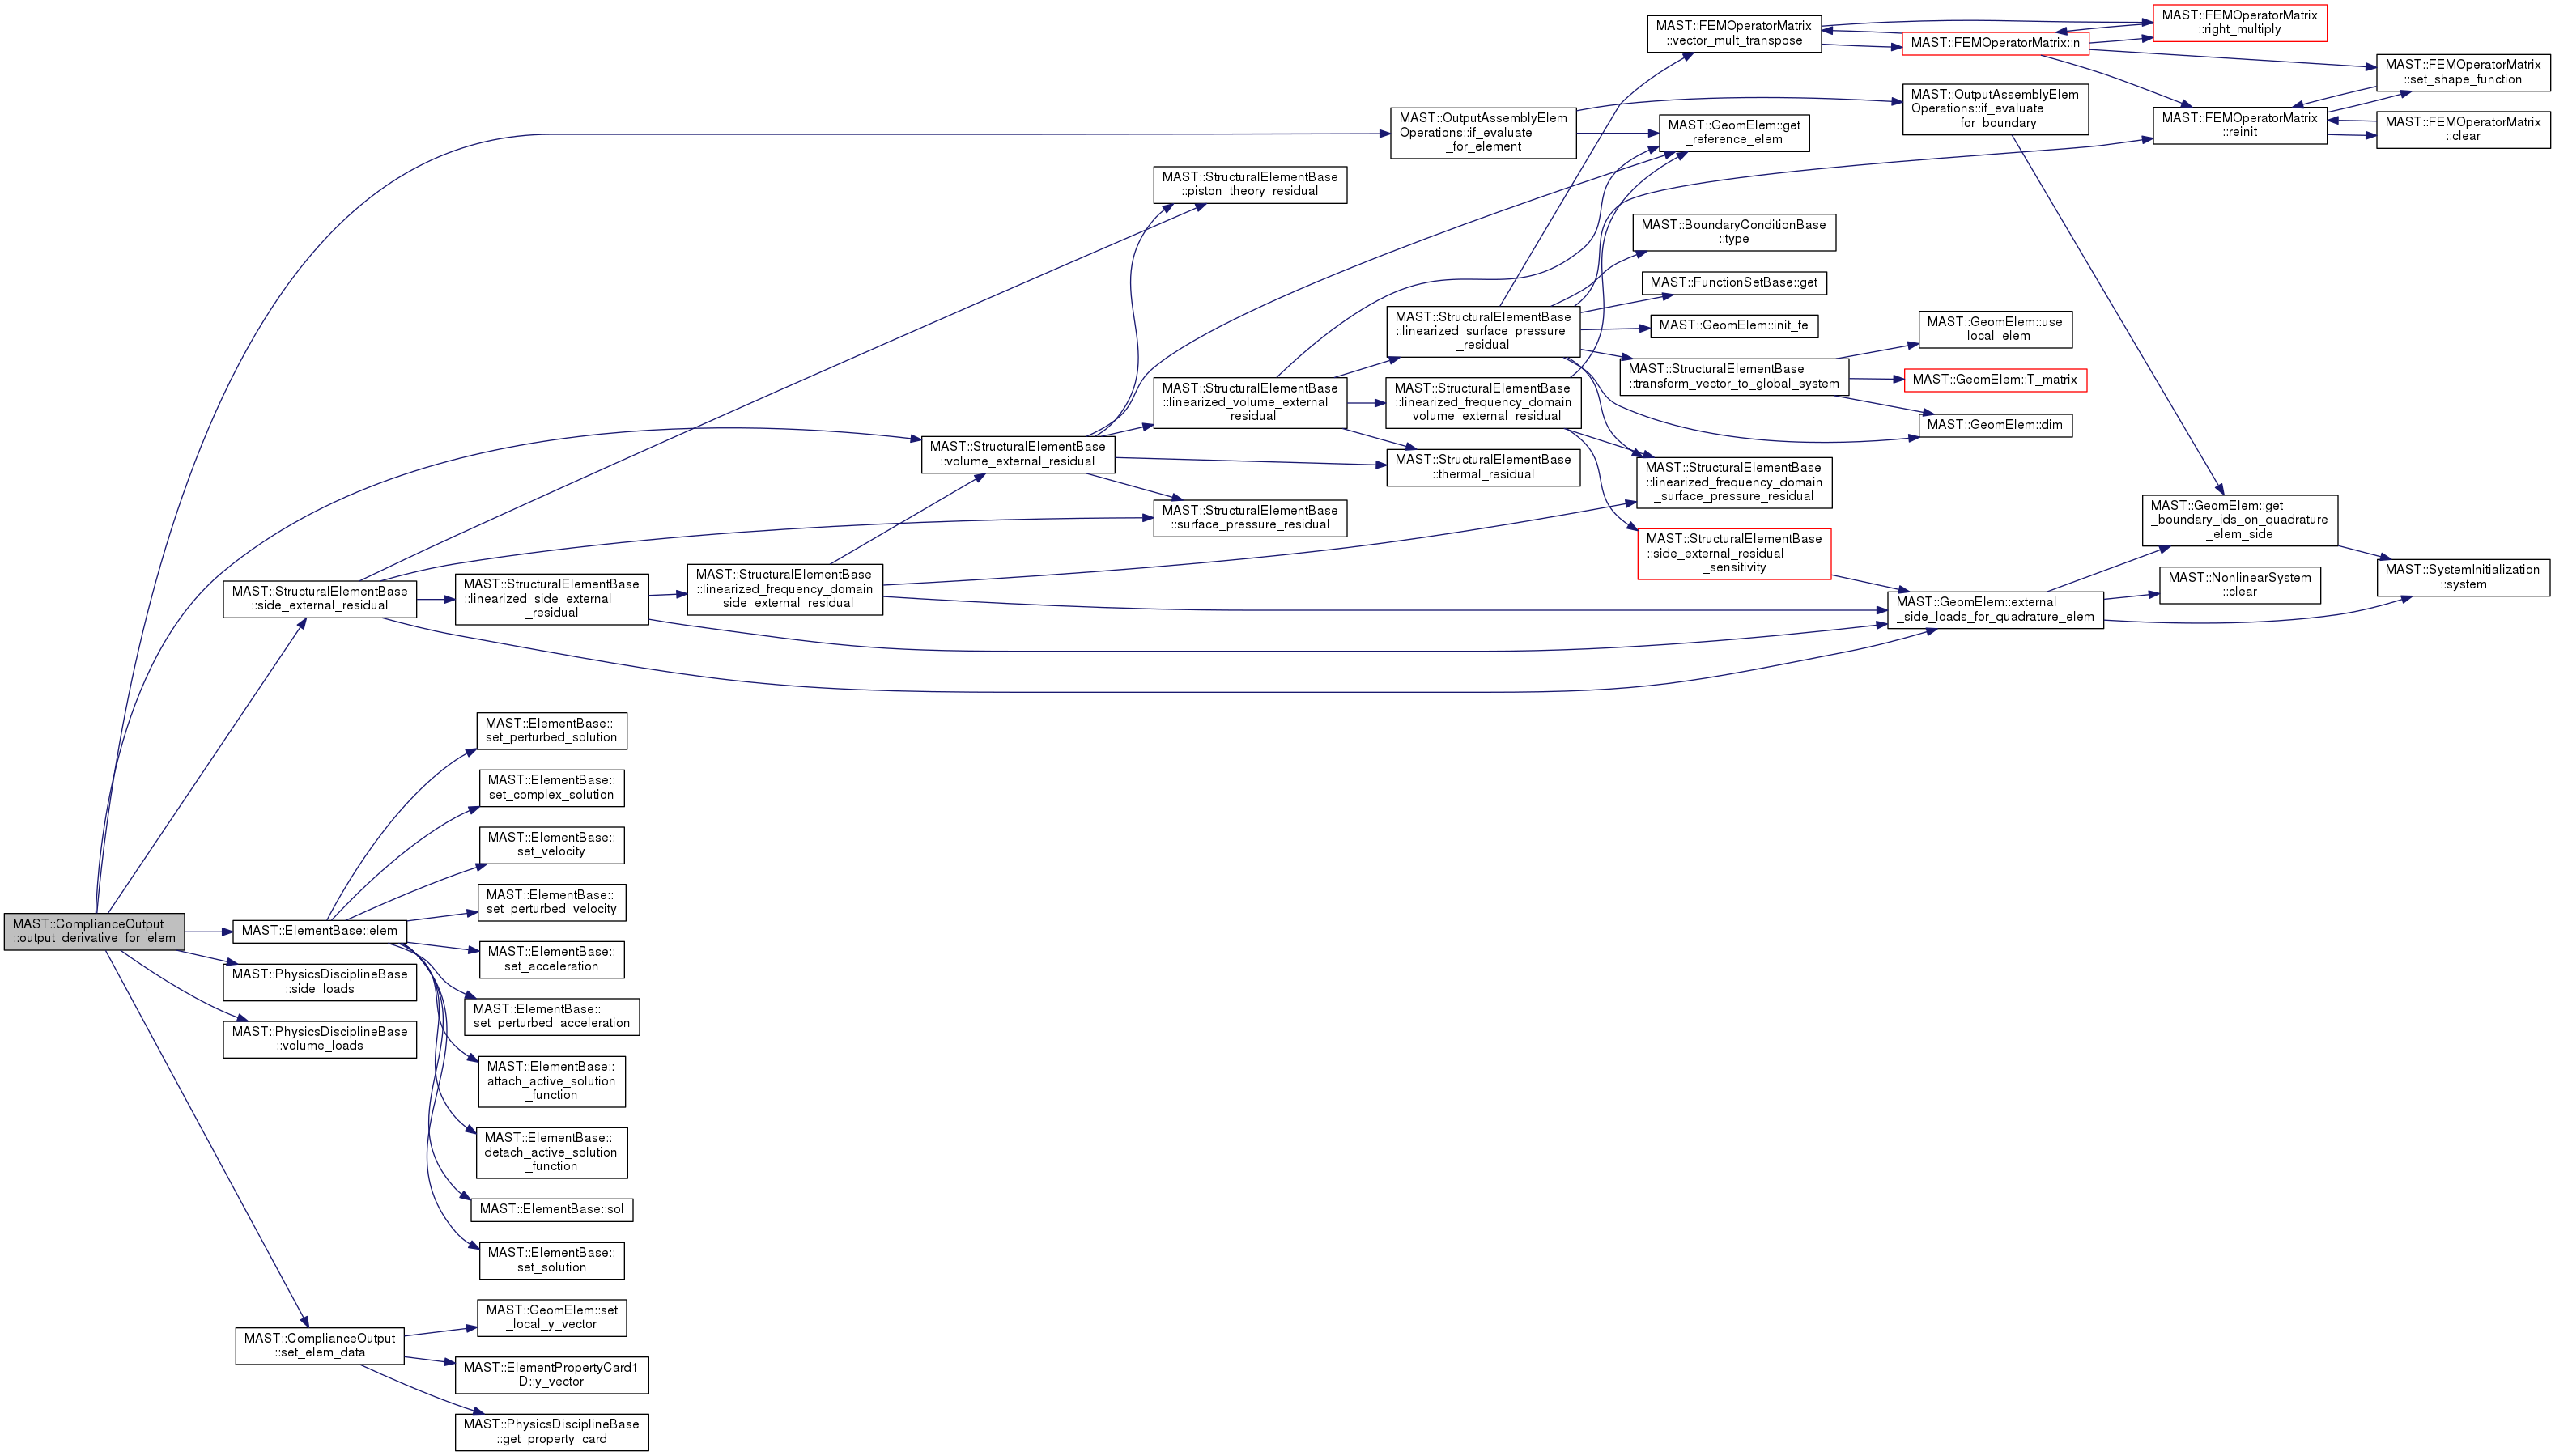 MAST::ComplianceOutput
::output_derivative_for_elem
MAST::StructuralElementBase
::side_external_residual
MAST::ElementBase::elem
MAST::PhysicsDisciplineBase
::side_loads
MAST::PhysicsDisciplineBase
::volume_loads
MAST::ComplianceOutput
::set_elem_data
MAST::StructuralElementBase
::linearized_side_external
_residual
MAST::ElementBase::
set_perturbed_solution
MAST::ElementBase::
set_complex_solution
MAST::ElementBase::
set_velocity
MAST::ElementBase::
set_perturbed_velocity
MAST::ElementBase::
set_acceleration
MAST::ElementBase::
set_perturbed_acceleration
MAST::ElementBase::
attach_active_solution
_function
MAST::ElementBase::
detach_active_solution
_function
MAST::ElementBase::sol
MAST::ElementBase::
set_solution
MAST::GeomElem::set
_local_y_vector
MAST::ElementPropertyCard1
D::y_vector
MAST::PhysicsDisciplineBase
::get_property_card
MAST::OutputAssemblyElem
Operations::if_evaluate
_for_element
MAST::StructuralElementBase
::linearized_frequency_domain
_side_external_residual
MAST::StructuralElementBase
::volume_external_residual
MAST::StructuralElementBase
::piston_theory_residual
MAST::StructuralElementBase
::linearized_volume_external
_residual
MAST::StructuralElementBase
::surface_pressure_residual
MAST::StructuralElementBase
::linearized_surface_pressure
_residual
MAST::StructuralElementBase
::linearized_frequency_domain
_volume_external_residual
MAST::StructuralElementBase
::thermal_residual
MAST::FEMOperatorMatrix
::vector_mult_transpose
MAST::GeomElem::get
_reference_elem
MAST::BoundaryConditionBase
::type
MAST::FunctionSetBase::get
MAST::GeomElem::init_fe
MAST::StructuralElementBase
::transform_vector_to_global_system
MAST::StructuralElementBase
::linearized_frequency_domain
_surface_pressure_residual
MAST::StructuralElementBase
::side_external_residual
_sensitivity
MAST::FEMOperatorMatrix::n
MAST::OutputAssemblyElem
Operations::if_evaluate
_for_boundary
MAST::GeomElem::use
_local_elem
MAST::GeomElem::T_matrix
MAST::GeomElem::dim
MAST::GeomElem::external
_side_loads_for_quadrature_elem
MAST::FEMOperatorMatrix
::right_multiply
MAST::FEMOperatorMatrix
::reinit
MAST::GeomElem::get
_boundary_ids_on_quadrature
_elem_side
MAST::NonlinearSystem
::clear
MAST::FEMOperatorMatrix
::set_shape_function
MAST::FEMOperatorMatrix
::clear
MAST::SystemInitialization
::system